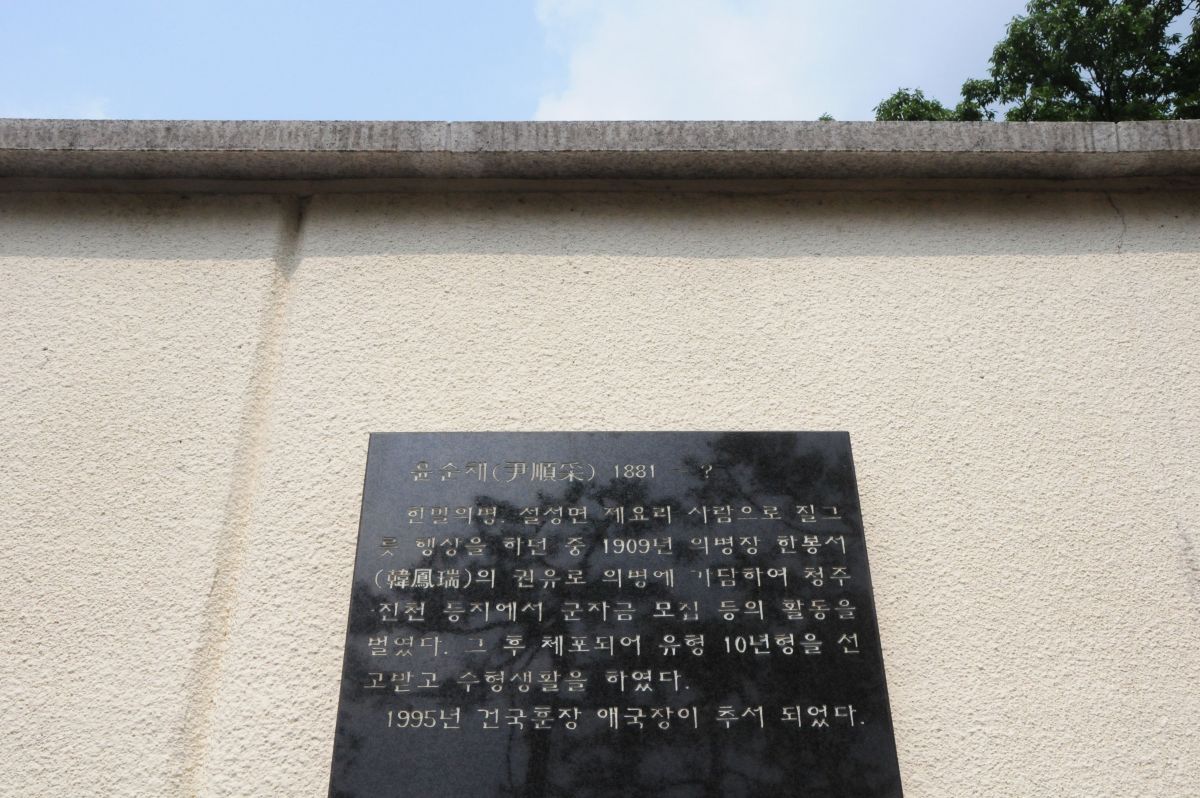 윤순채(尹順采) 1881 - ?
한말의병. 설성면 제요리 사람으로 질그
릇 행상을 하던 중 1909년 의병장 한봉서
(韓鳳瑞)의 권유로 의병에 가담하여 청주
·진천 등지에서 군자금 모집 등의 활동을
벌였다. 그 후 체포되어 유형 10년형을 선
고받고 수형생활을 하였다.
1995년 건국훈장 애국장이 추서 되었다.